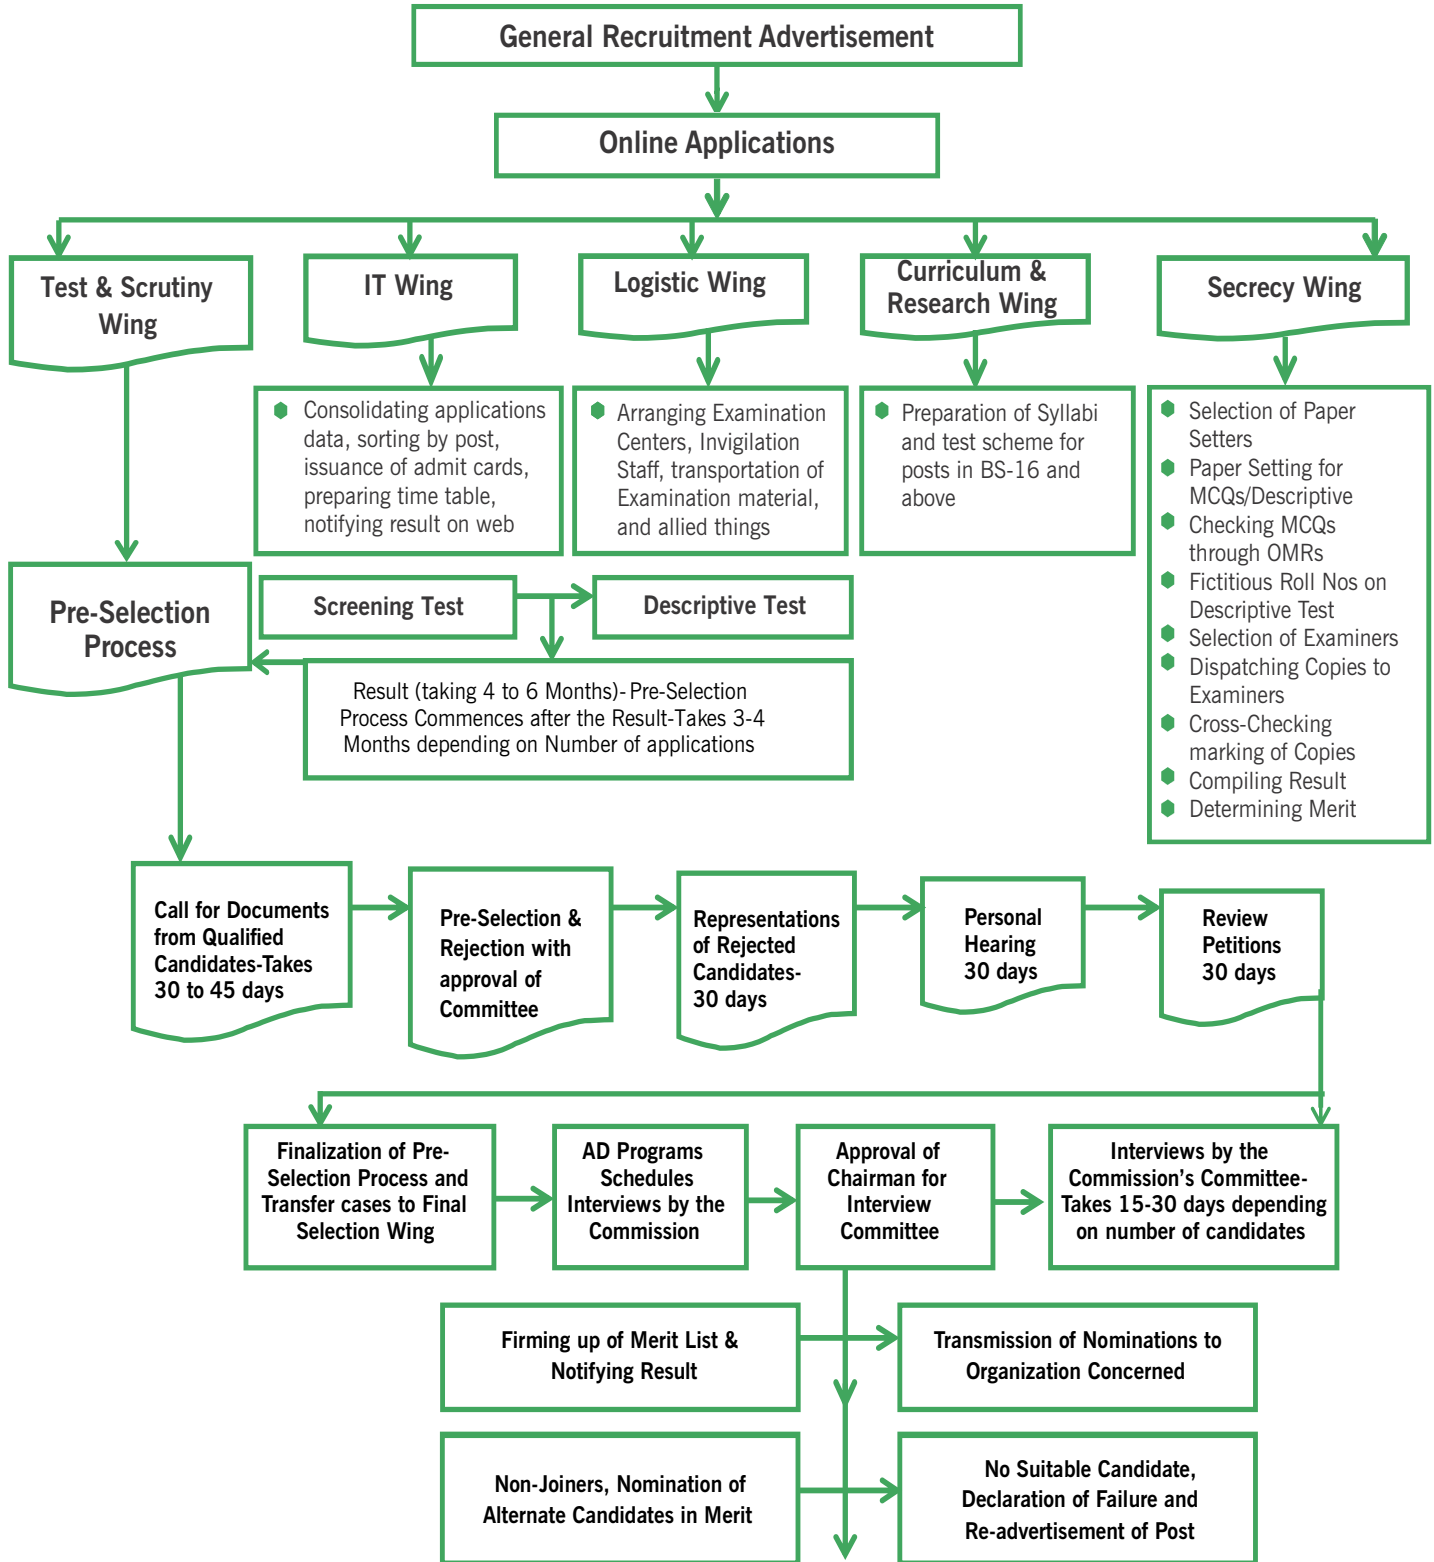 General Recruitment Advertisement
Online Applications
Test & Scrutiny
Wing
IT Wing
Logistic Wing
Curriculum &
Research Wing
Secrecy Wing
Consolidating applications
data, sorting by post,
issuance of admit cards,
preparing time table,
notifying result on web
Arranging Examination
Centers, Invigilation
Staff, transportation of
Examination material,
and allied things
Preparation of Syllabi
and test scheme for
posts in BS-16 and
above
Selection of Paper
Setters
Paper Setting for
MCQs/Descriptive
Checking MCQs
through OMRs
Fictitious Roll Nos on
Descriptive Test
Selection of Examiners
Dispatching Copies to
Examiners
Cross-Checking
marking of Copies
Compiling Result
Determining Merit
Pre-Selection
Process
Screening Test
Descriptive Test
Result (taking 4 to 6 Months)- Pre-Selection
Process Commences after the Result-Takes 3-4
Months depending on Number of applications
Call for Documents
from Qualified
Candidates-Takes
30 to 45 days
Pre-Selection &
Rejection with
approval of
Committee
Representations
of Rejected
Candidates-
30 days
Personal
Hearing
30 days
Review
Petitions
30 days
Finalization of Pre-
Selection Process and
Transfer cases to Final
Selection Wing
AD Programs
Schedules
Interviews by the
Commission
Approval of
Chairman for
Interview
Committee
Interviews by the
Commission's Committee-
Takes 15-30 days depending
on number of candidates
Firming up of Merit List &
Notifying Result
Transmission of Nominations to
Organization Concerned
Non-Joiners, Nomination of
Alternate Candidates in Merit
No Suitable Candidate,
Declaration of Failure and
Re-advertisement of Post